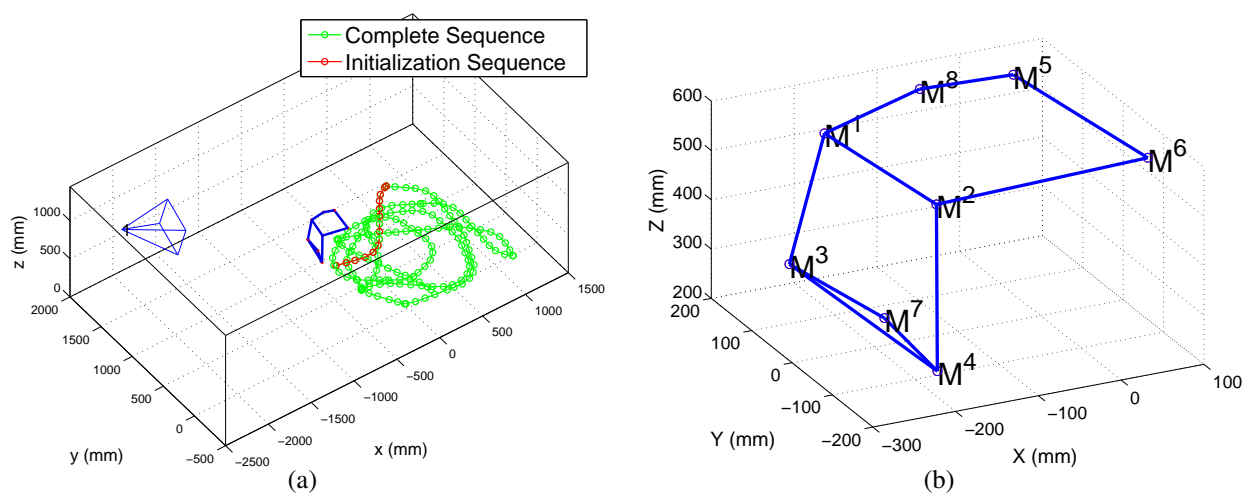 Complete Sequence
Initialization Sequence
1000
500
0
z (mm)
2000
1500
1000
500
0
−500
y (mm)
−2500
−2000
−1500
−1000
−500
0
500
1000
1500
x (mm)
(a)
600
500
400
300
200
Z (mm)
200
100
0
−100
−200
Y (mm)
−300
−200
−100
0
100
X (mm)
M1
M8
M5
M2
M6
M3
M7
M4
(b)